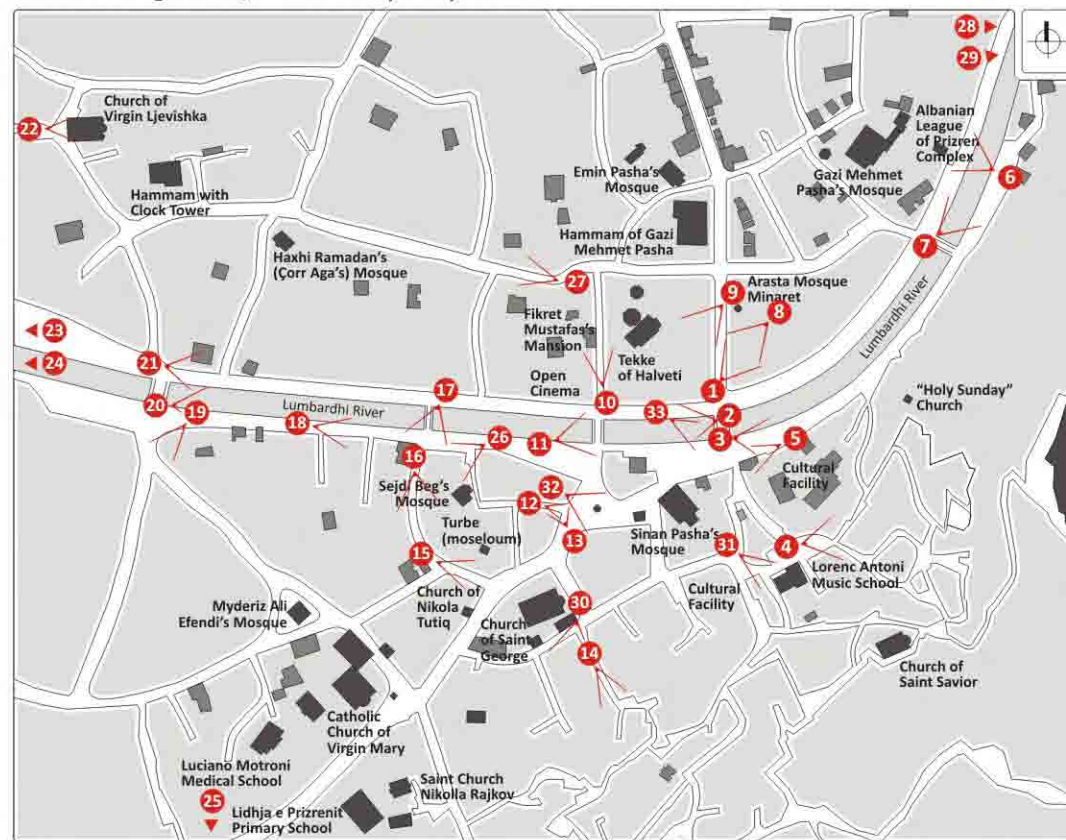 28
29
Church of
Virgin Ljevishka
22
Albanian
League
of Prizren
Complex
Emin Pasha's
Mosque
Gazi Mehmet
Pasha's Mosque
6
Hammam with
Clock Tower
Hammam of Gazi
Mehmet Pasha
7
Haxhi Ramadan's
(Çorr Aga's) Mosque
27
Arasta Mosque
Minaret
9
8
Lumbardhi River
Fikret
Mustafas's
Mansion
Tekke
of Halveti
23
24
21
20
19
Lumbardhi River
18
17
Open
Cinema
10
33
1
2
3
5
"Holy Sunday"
Church
11
26
16
Cultural
Facility
Sejdi Beg's
Mosque
32
12
13
Turbe
(moseloum)
Sinan Pasha's
Mosque
31
4
15
Lorenc Antoni
Music School
Cultural
Facility
Myderiz Ali
Efendi's Mosque
Church of
Nikola
Tutiq
30
Church
of Saint
George
14
Church of
Saint Savior
Catholic
Church of
Virgin Mary
Luciano Motroni
Medical School
25
Lidhja e Prizrenit
Primary School
Saint Church
Nikolla Rajkov